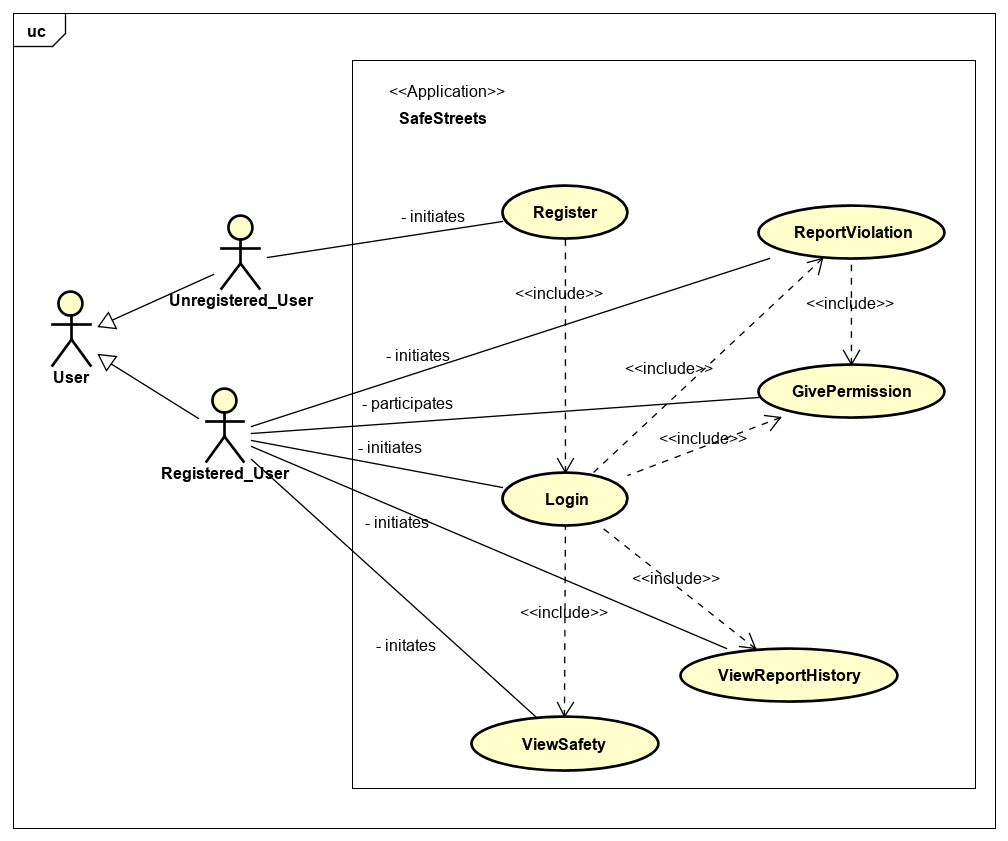 uc
<<Application>>
SafeStreets
Register
- initiates
ReportViolation
Unregistered_User
<<include>>
<<include>>
User
- initiates
<<include>>
GivePermission
- participates
<<include>>
- initiates
Registered_User
Login
- initiates
<<include>>
<<include>>
- initates
ViewReportHistory
ViewSafety